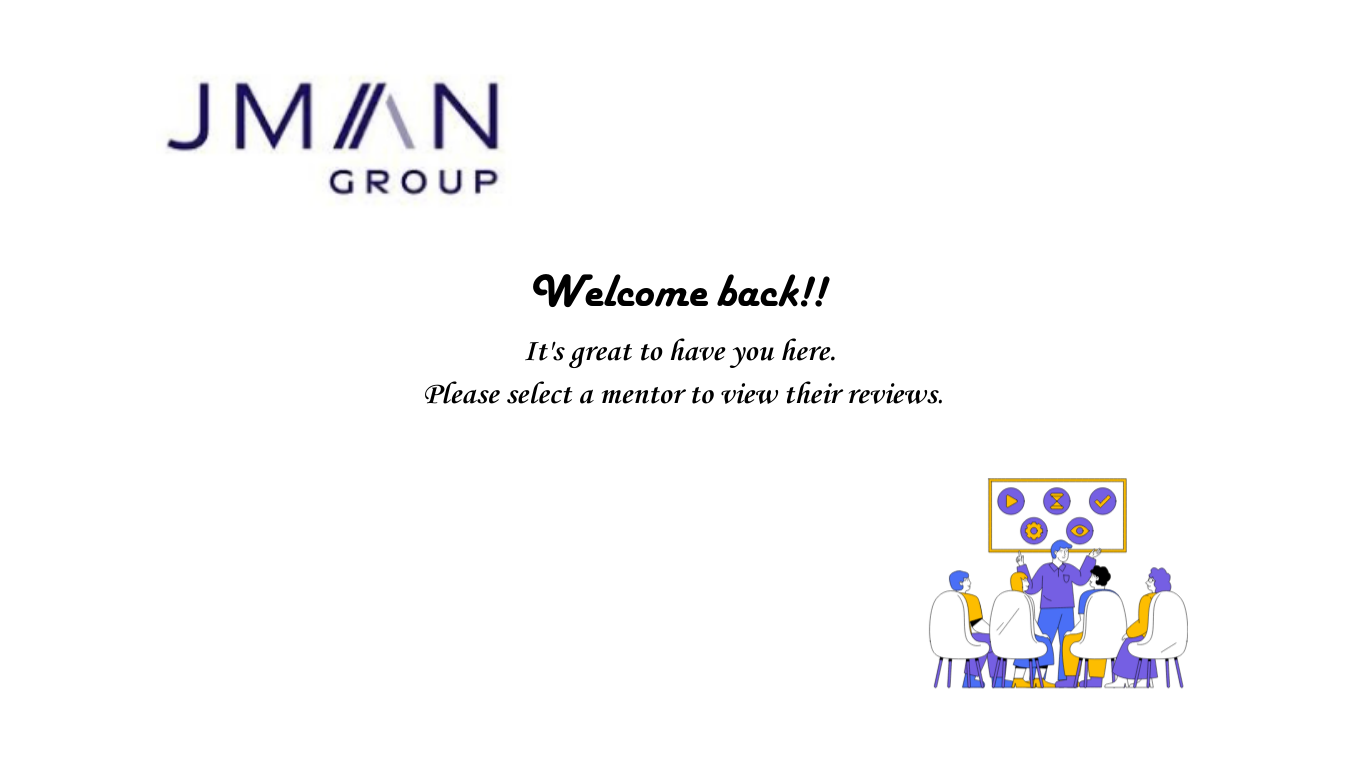 JMAN
GROUP
Welcome back!!
It's great to have you here.
Please select a mentor to view their reviews.